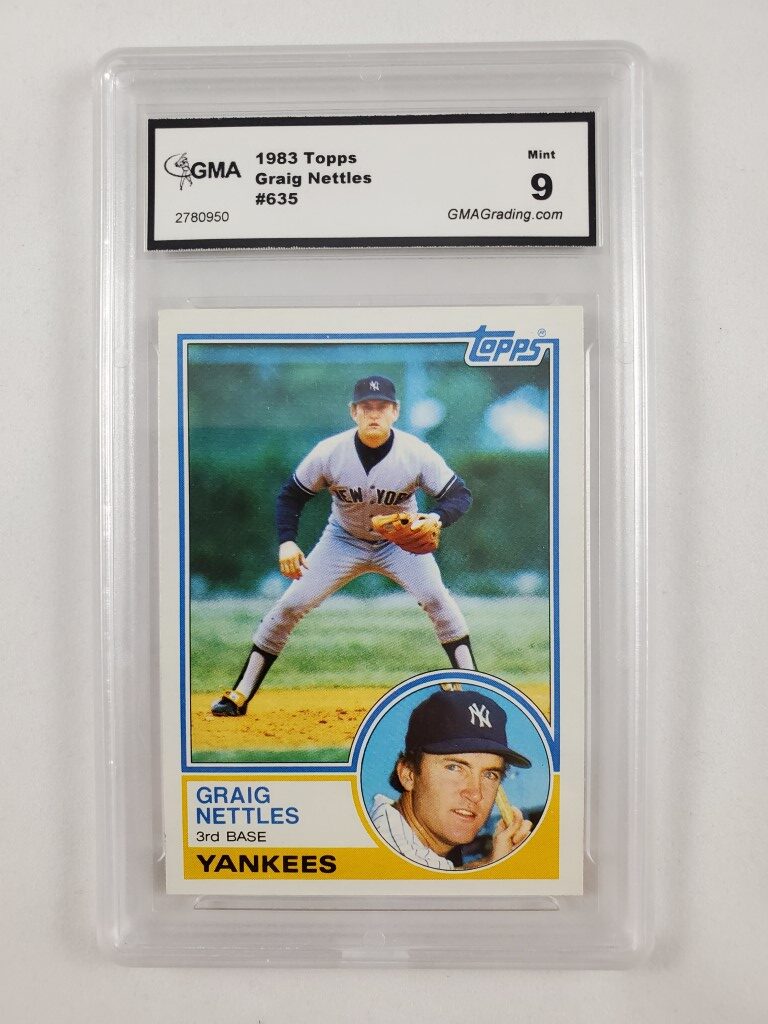 GMA
1983 Topps
Graig Nettles
#635
2780950
Mint
9
GMAGrading.com
Topps®
NY
NEW YOR
NY
GRAIG
NETTLES
3rd BASE
YANKEES